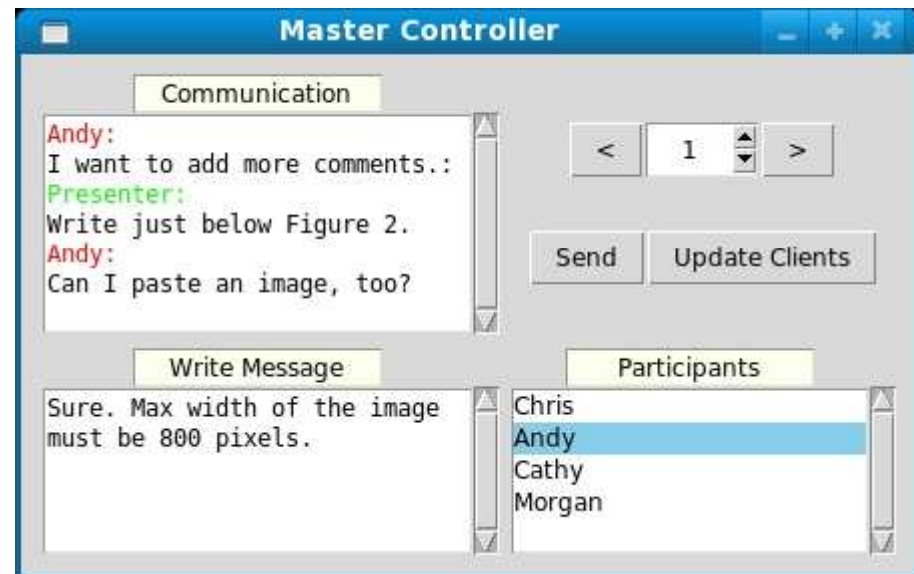 Master Controller
Communication
Andy:
I want to add more comments.:
Presenter:
Write just below Figure 2.
Andy:
Can I paste an image, too?
< 1 >
Send Update Clients
Write Message
Sure. Max width of the image
must be 800 pixels.
Participants
Chris
Andy
Cathy
Morgan